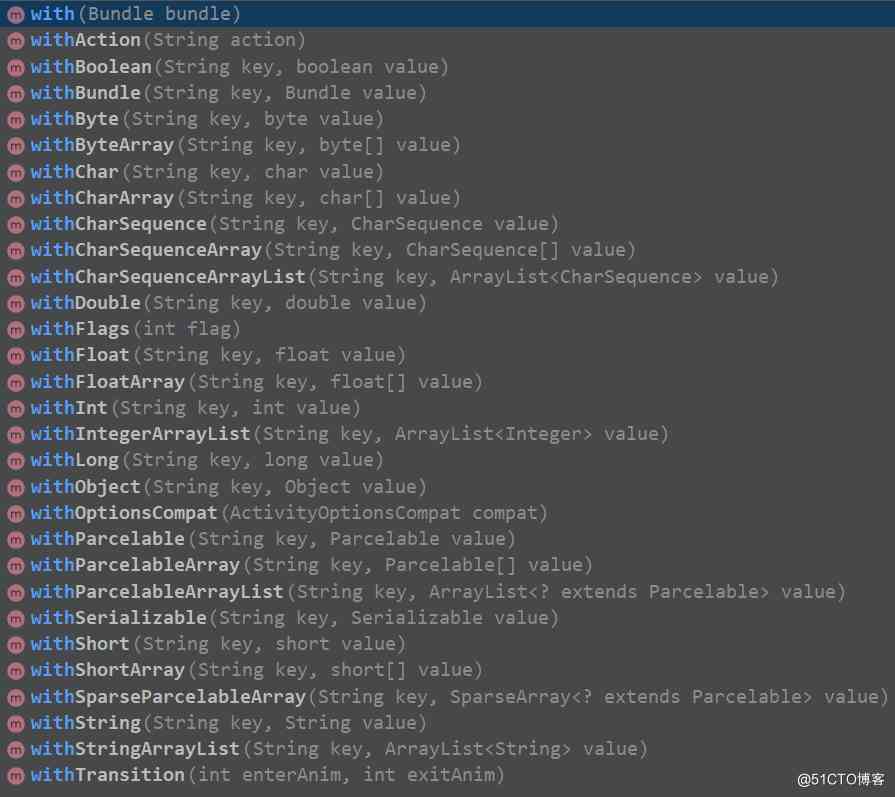 with(Bundle bundle)
withAction(String action)
withBoolean(String key, boolean value)
withBundle(String key, Bundle value)
withByte(String key, byte value)
withByteArray(String key, byte[] value)
withChar(String key, char value)
withCharArray(String key, char[] value)
withCharSequence(String key, CharSequence value)
withCharSequenceArray(String key, CharSequence[] value)
withCharSequenceArrayList(String key, ArrayList<CharSequence> value)
withDouble(String key, double value)
withFlags(int flag)
withFloat(String key, float value)
withFloatArray(String key, float[] value)
withInt(String key, int value)
withIntegerArrayList(String key, ArrayList<Integer> value)
withLong(String key, long value)
withObject(String key, Object value)
withOptionsCompat(ActivityOptionsCompat compat)
withParcelable(String key, Parcelable value)
withParcelableArray(String key, Parcelable[] value)
withParcelableArrayList(String key, ArrayList<? extends Parcelable> value)
withSerializable(String key, Serializable value)
withShort(String key, short value)
withShortArray(String key, short[] value)
withSparseParcelableArray(String key, SparseArray<? extends Parcelable> value)
withString(String key, String value)
withStringArrayList(String key, ArrayList<String> value)
withTransition(int enterAnim, int exitAnim)
@51CTO博客